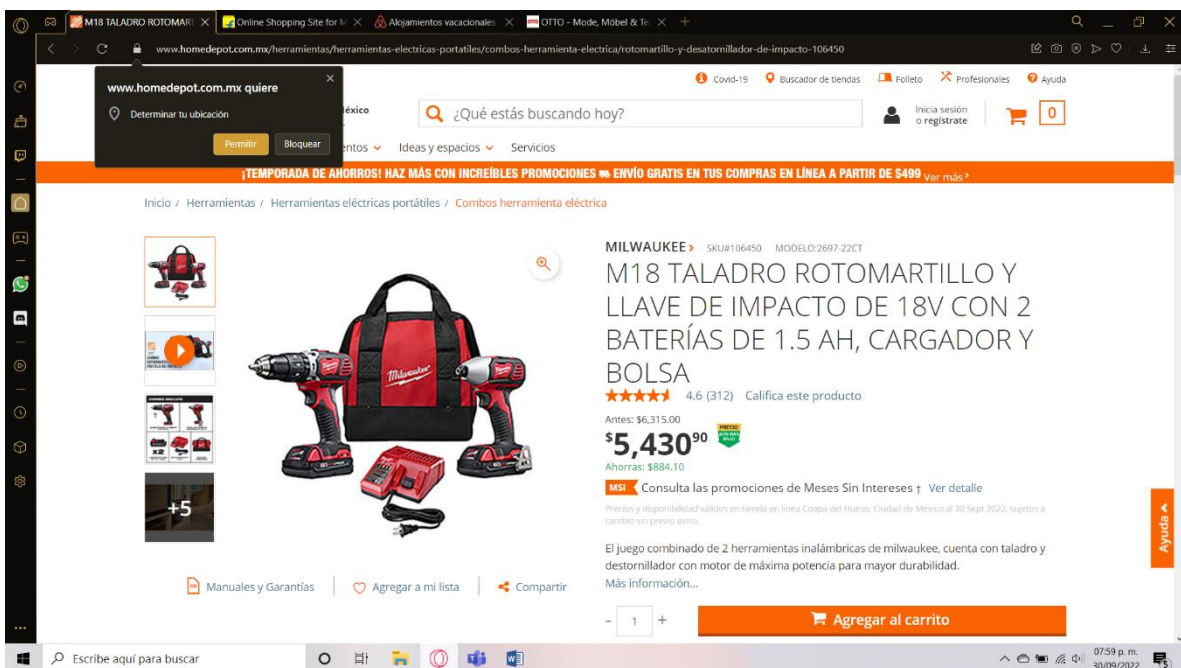 M18 TALADRO ROTOMART
Online Shopping Site for M
Alojamientos vacacionales
OTTO - Mode, Möbel & Te
www.homedepot.com.mx/herramientas/herramientas-electricas-portatiles/combos-herramienta-electrica/rotomartillo-y-desatornillador-de-impacto-106450
www.homedepot.com.mx quiere
Determinar tu ubicación
Permitir
Bloquear
Covid-19
Buscador de tiendas
Folleto
Profesionales
Ayuda
éxico
¿Qué estás buscando hoy?
Inicia sesión
o regístrate
0
entos
Ideas y espacios
Servicios
¡TEMPORADA DE AHORROS! HAZ MÁS CON INCREÍBLES PROMOCIONES ENVÍO GRATIS EN TUS COMPRAS EN LÍNEA A PARTIR DE $499 Ver más >
Inicio / Herramientas / Herramientas eléctricas portátiles / Combos herramienta eléctrica
MILWAUKEE > SKU#106450 MODELO:2697-22CT
M18 TALADRO ROTOMARTILLO Y
LLAVE DE IMPACTO DE 18V CON 2
BATERÍAS DE 1.5 AH, CARGADOR Y
BOLSA
4.6 (312) Califica este producto
Antes: $6,315.00
$5,43090
PRECIO
AÚN MÁS
BAJO
Ahorras: $884.10
MSI Consulta las promociones de Meses Sin Intereses † Ver detalle
Precios y disponibilidad válidos en tienda en línea Coapa del Hueso, Ciudad de México al 30 Sept 2022, sujetos a
cambio sin previo aviso.
El juego combinado de 2 herramientas inalámbricas de milwaukee, cuenta con taladro y
destornillador con motor de máxima potencia para mayor durabilidad.
Más información...
- 1 +
Agregar al carrito
Milwaukee
x2
+5
Manuales y Garantías
Agregar a mi lista
Compartir
Ayuda
Escribe aquí para buscar
07:59 p. m.
30/09/2022
5